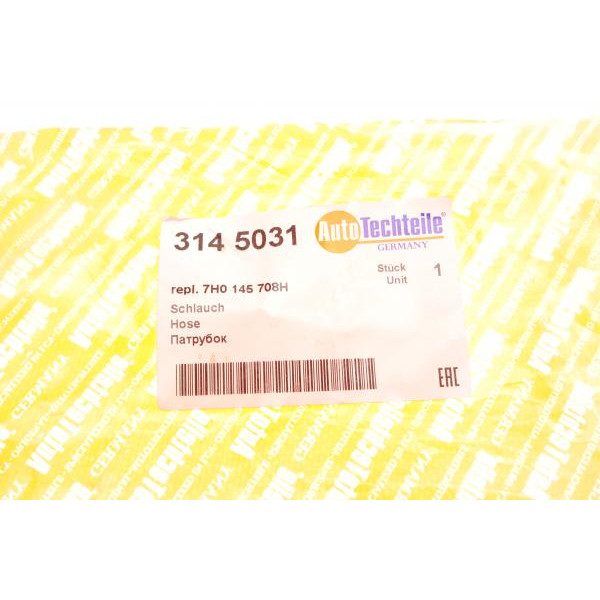 314 5031
AutoTechteile®
GERMANY
repl. 7H0 145 708H
Stück 1
Unit
Schlauch
Hose
Патрубок
EAC